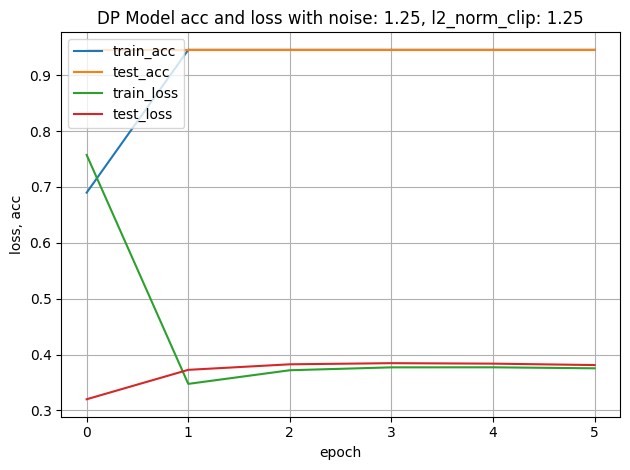 DP Model acc and loss with noise: 1.25, l2_norm_clip: 1.25
train_acc
test_acc
train_loss
test_loss
loss, acc
0.9
0.8
0.7
0.6
0.5
0.4
0.3
0 1 2 3 4 5
epoch